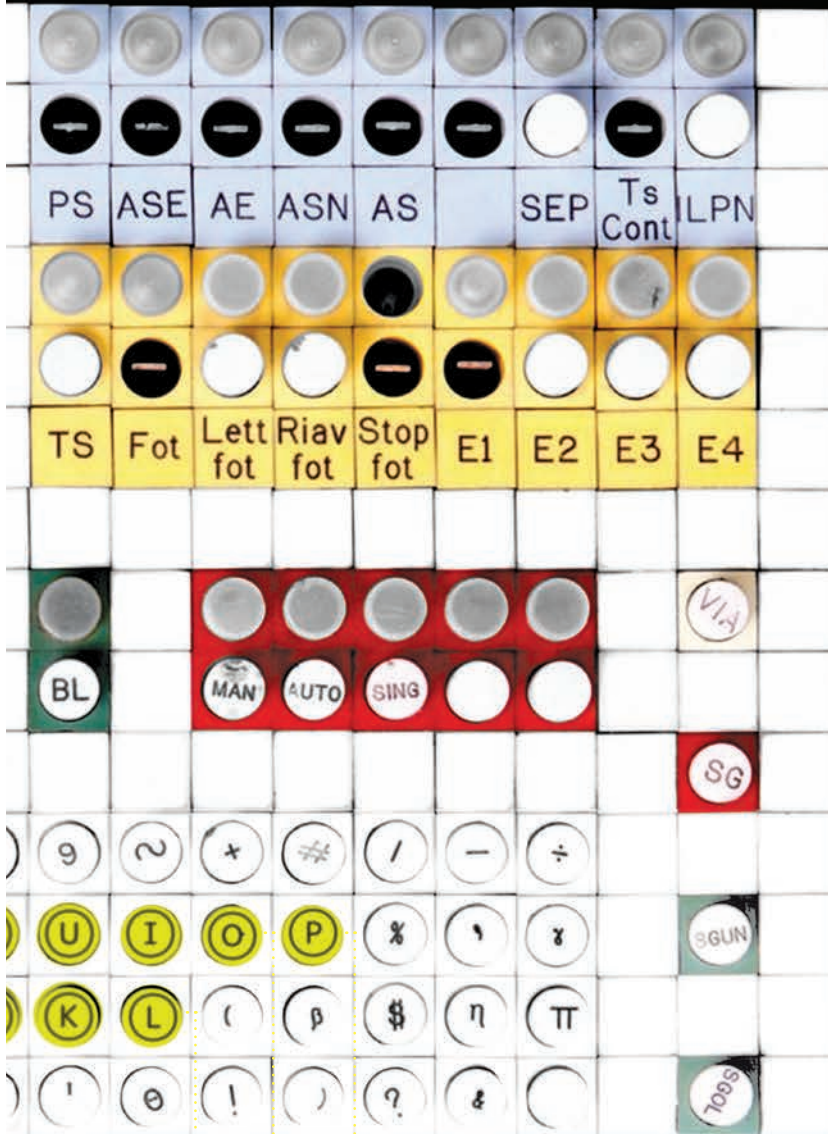 PS ASE AE ASN AS SEP Ts Cont ILPN
TS Fot Lett fot Riav fot Stop fot E1 E2 E3 E4
VIA
BL MAN AUTO SING
SG
9 ~ + # / − ÷
U I O P % , γ SGUN
K L ( β $ η π
' θ ! ) ? & SGOL